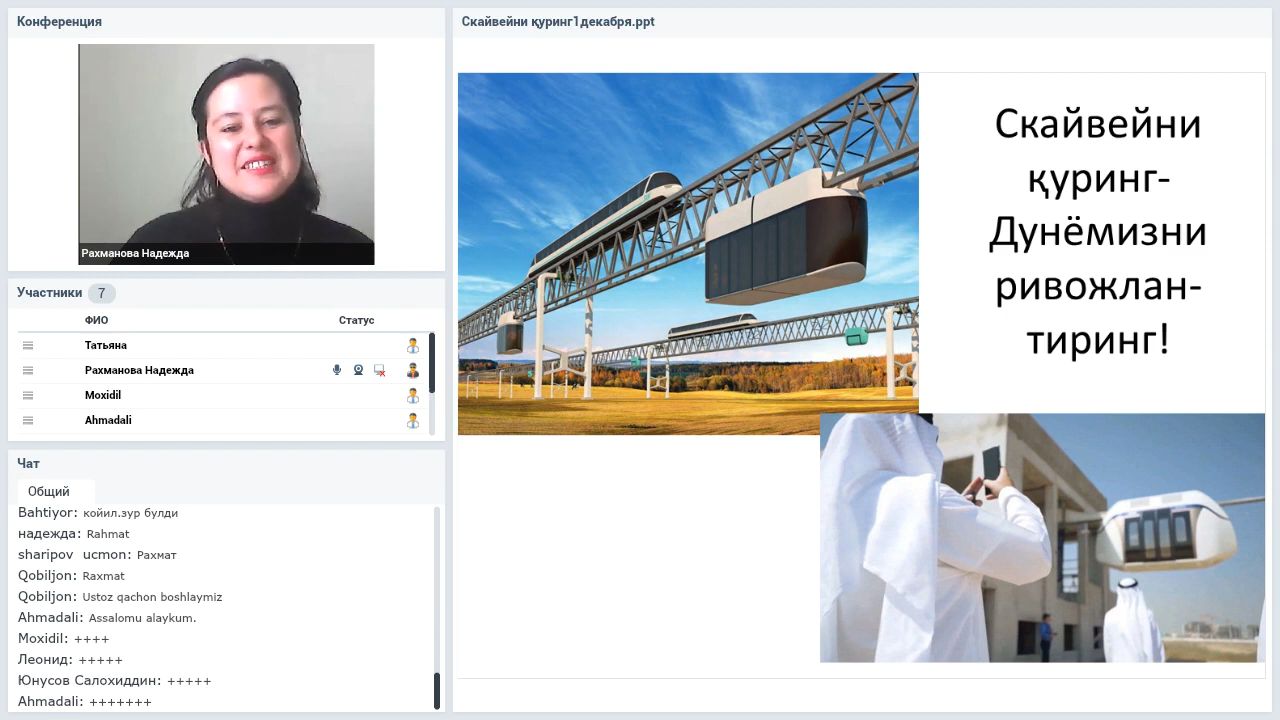 Конференция
Рахманова Надежда
Участники 7
ФИО Статус
Татьяна
Рахманова Надежда
Moxidil
Ahmadali
Чат
Общий
Bahtiyor: койил.зур булди
надежда: Rahmat
sharipov ucmon: Рахмат
Qobiljon: Raxmat
Qobiljon: Ustoz qachon boshlaymiz
Ahmadali: Assalomu alaykum.
Moxidil: ++++
Леонид: +++++
Юнусов Салохиддин: +++++
Ahmadali: +++++++
Скайвейни қуринг1декабря.ppt
Скайвейни
қуринг-
Дунёмизни
ривожлан-
тиринг!